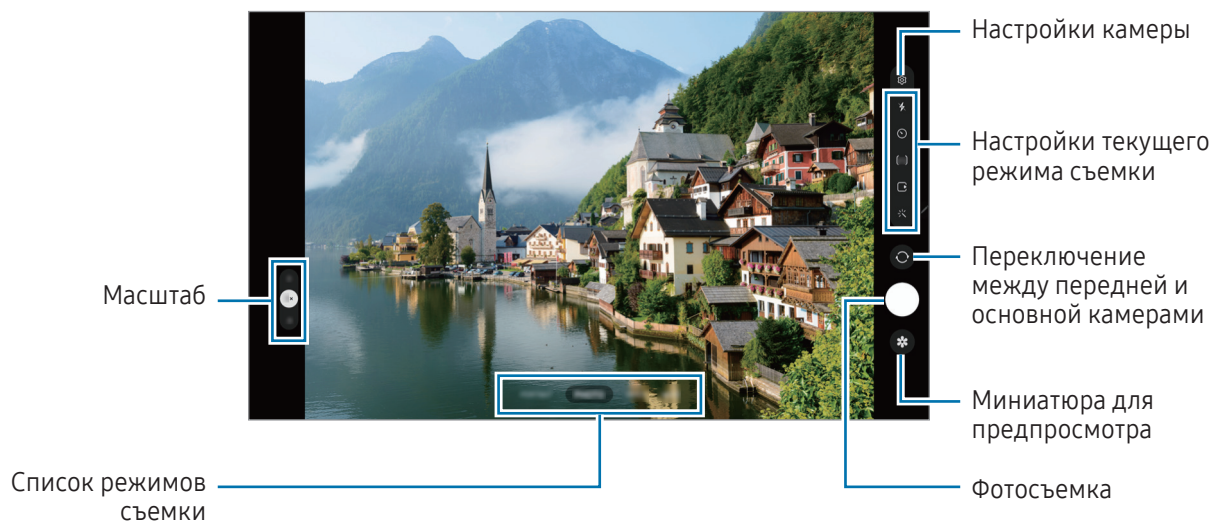 Настройки камеры
Настройки текущего
режима съемки
Масштаб
Переключение
между передней и
основной камерами
Миниатюра для
предпросмотра
Список режимов
съемки
Фотосъемка